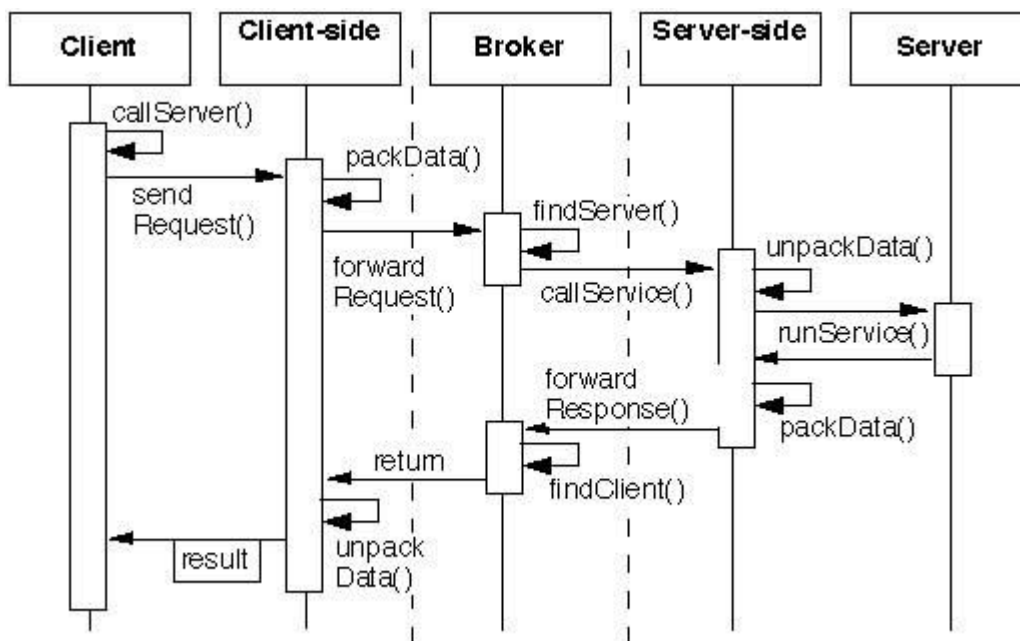 Client
Client-side
Broker
Server-side
Server
callServer()
packData()
send
Request()
findServer()
unpackData()
forward
Request()
callService()
runService()
forward
Response()
packData()
return
findClient()
result
unpack
Data()